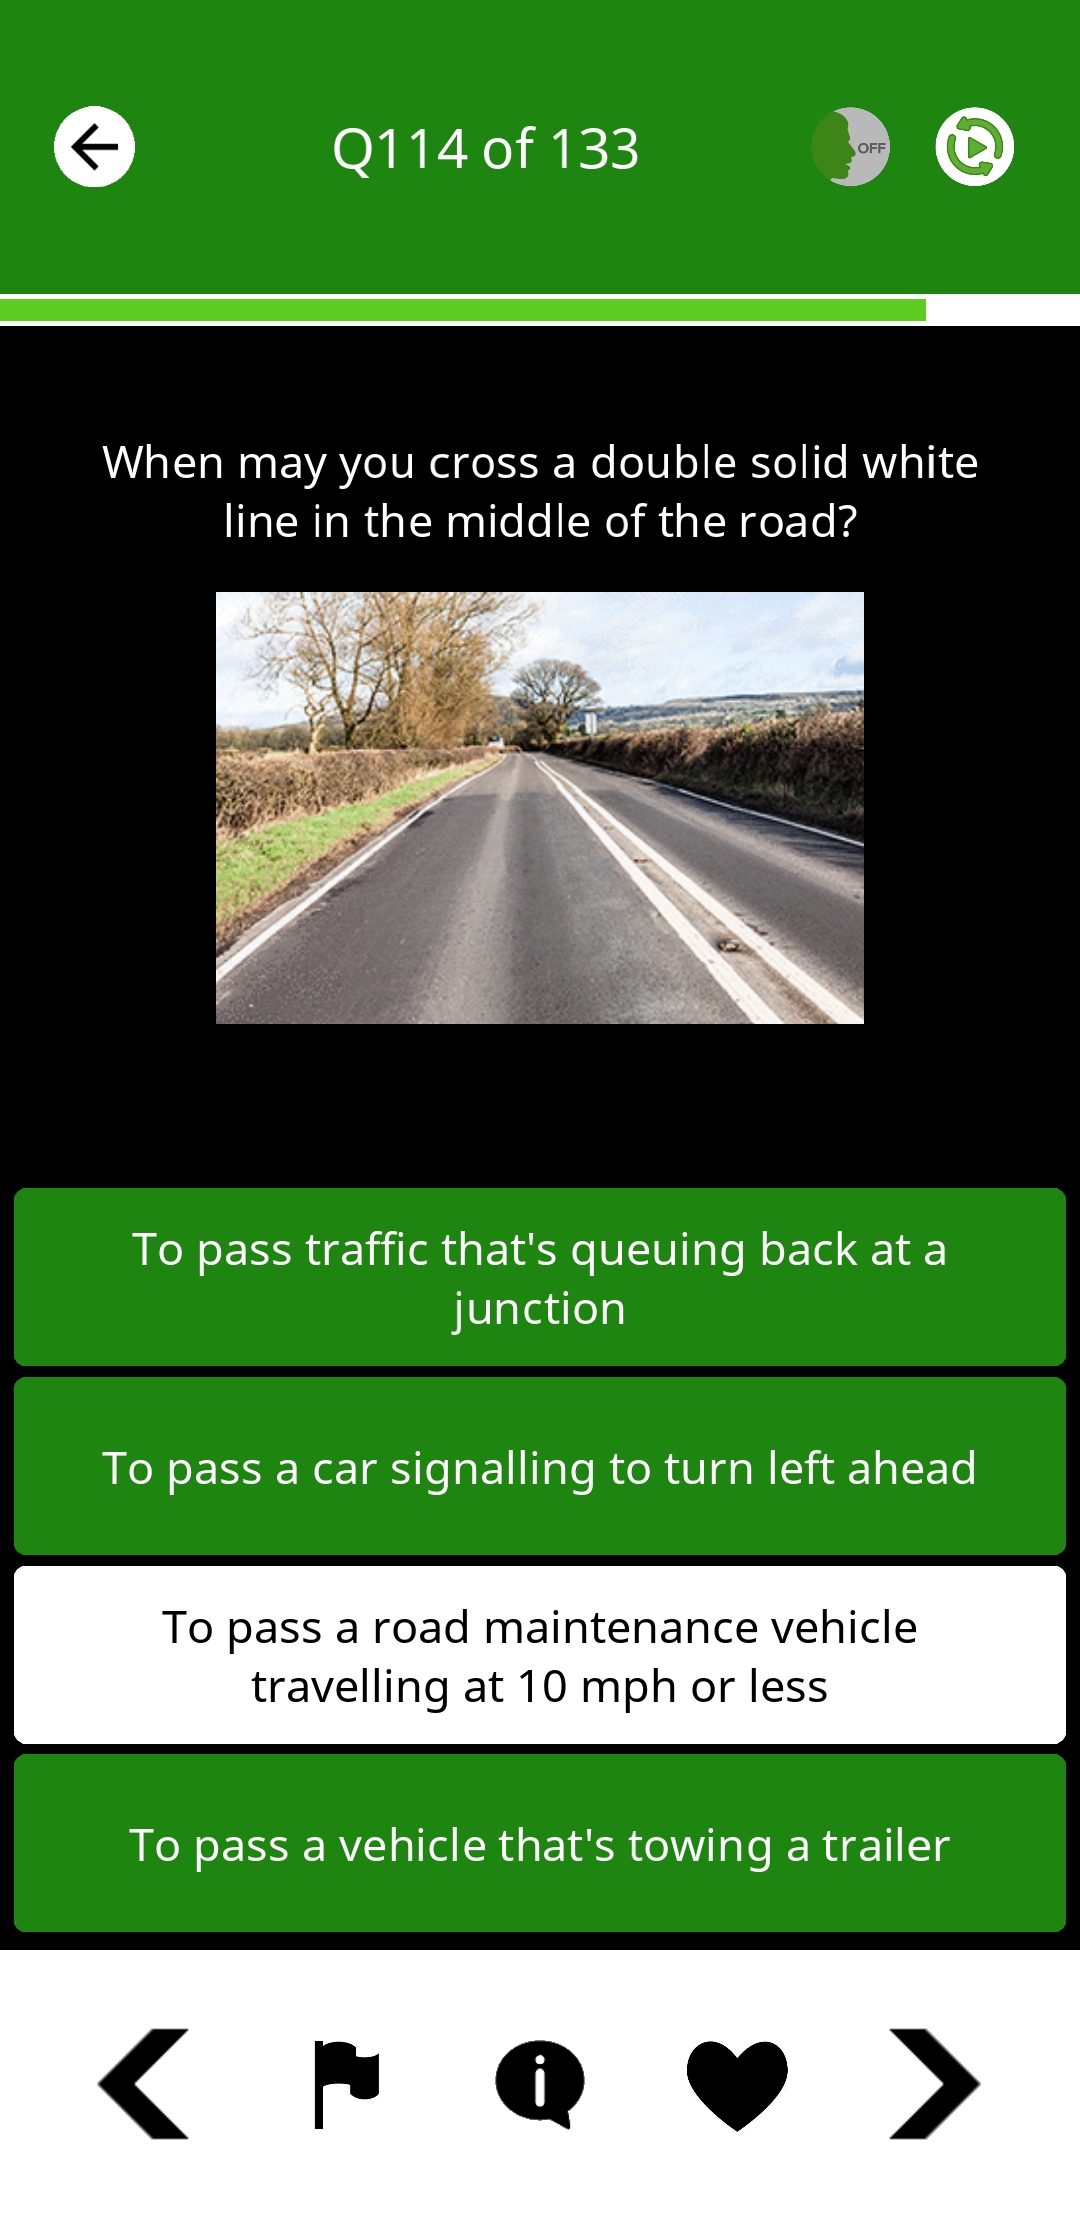 Q114 of 133
OFF
When may you cross a double solid white
line in the middle of the road?
To pass traffic that's queuing back at a
junction
To pass a car signalling to turn left ahead
To pass a road maintenance vehicle
travelling at 10 mph or less
To pass a vehicle that's towing a trailer